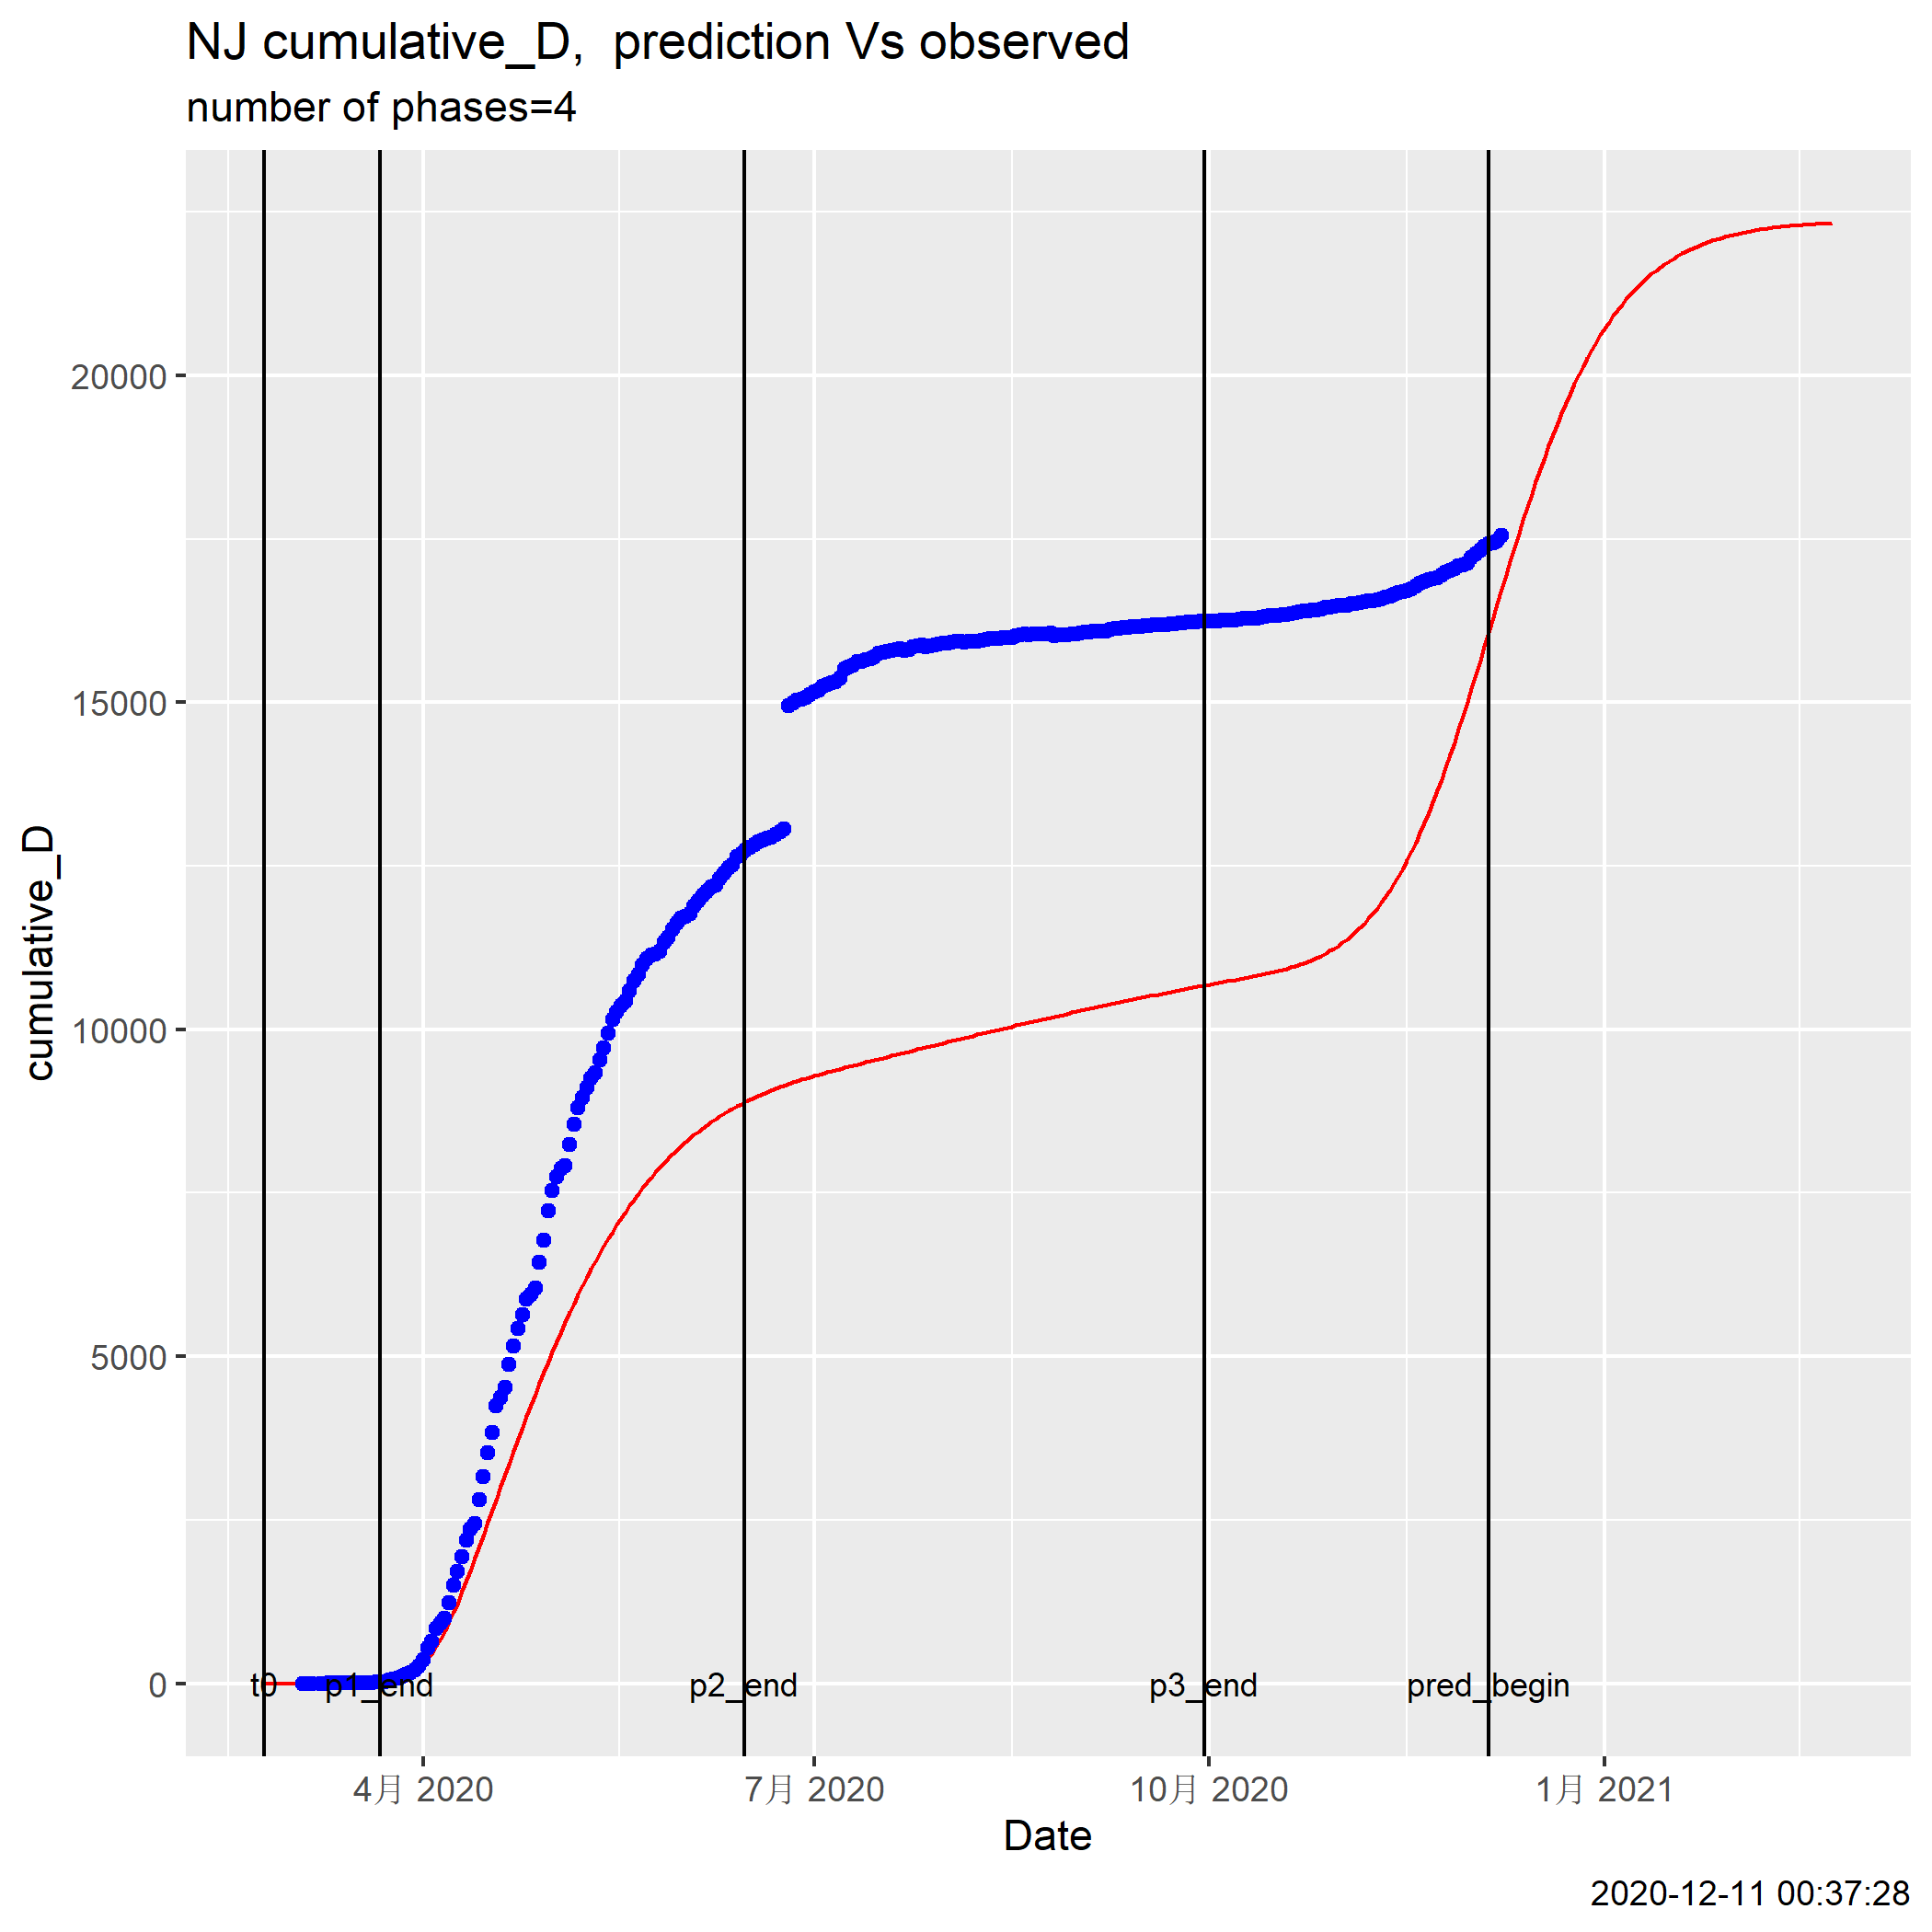 NJ cumulative_D,  prediction Vs observed
number of phases=4
cumulative_D
20000
15000
10000
5000
0
t0
p1_end
p2_end
p3_end
pred_begin
4月 2020
7月 2020
10月 2020
1月 2021
Date
2020-12-11 00:37:28